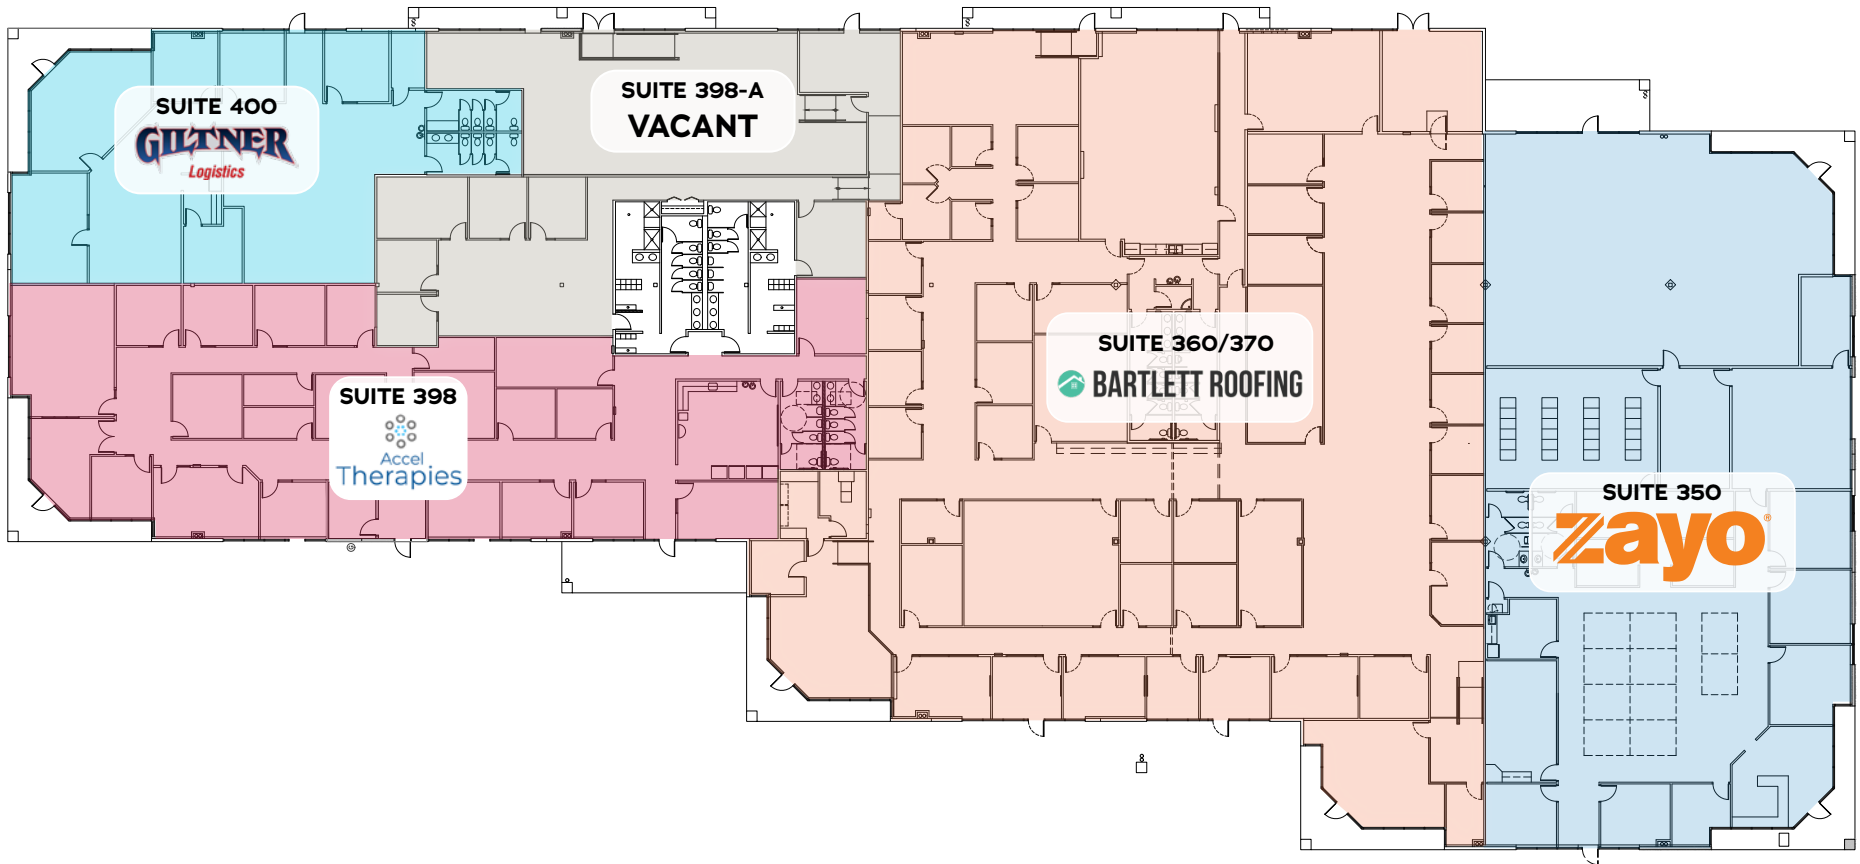 SUITE 400
GILTNER
Logistics
SUITE 398-A
VACANT
SUITE 360/370
BARTLETT ROOFING
SUITE 398
Accel
Therapies
SUITE 350
zayo®